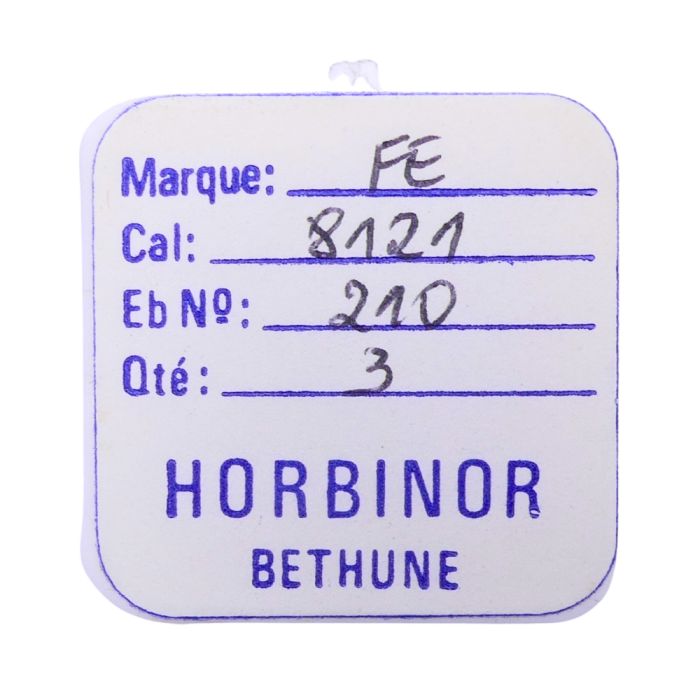 Marque: FE
Cal: 8121
Eb Nº: 210
Qté: 3
HORBINOR
BETHUNE